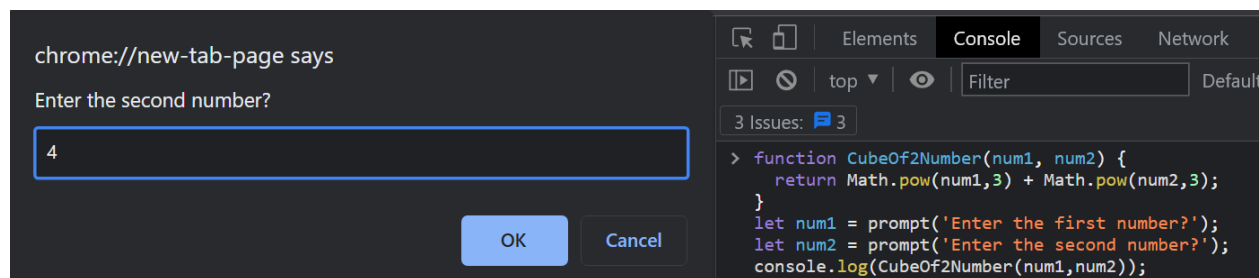 chrome://new-tab-page says
Enter the second number?
4
OK
Cancel
Elements Console Sources Network
top ▼ Filter Default
3 Issues: 3
> function CubeOf2Number(num1, num2) {
return Math.pow(num1,3) + Math.pow(num2,3);
}
let num1 = prompt('Enter the first number?');
let num2 = prompt('Enter the second number?');
console.log(CubeOf2Number(num1,num2));